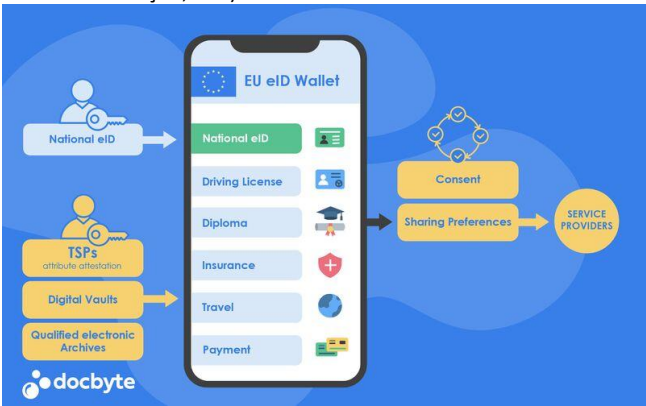 EU eID Wallet
National eID
National eID
Driving License
Diploma
Insurance
Travel
Payment
TSPs
attribute attestation
Digital Vaults
Qualified electronic
Archives
Consent
Sharing Preferences
SERVICE
PROVIDERS
docbyte